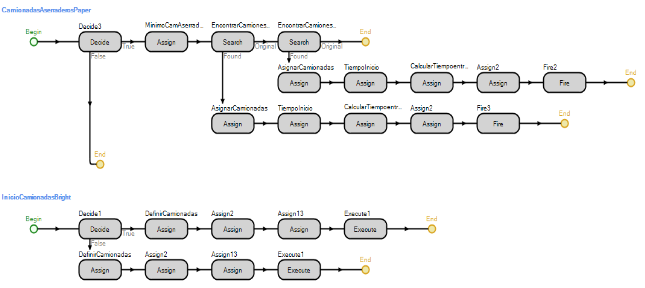 CamionadasAserraderosPaper
Decide3 MinimoCamAserrad... EncontrarCamiones... EncontrarCamiones...
Begin End
Decide Assign Search Search
True Original Original
False Found Found
AsignarCamionadas TiempoInicio CalcularTiempoentr... Assign2 Fire2
End
Assign Assign Assign Assign Fire
AsignarCamionadas TiempoInicio CalcularTiempoentr... Assign2 Fire3
End
Assign Assign Assign Assign Fire
End
InicioCamionadasBright
Decide1 DefinirCamionadas Assign2 Assign13 Execute1
Begin End
Decide Assign Assign Assign Execute
True
False
DefinirCamionadas Assign2 Assign13 Execute1
End
Assign Assign Assign Execute